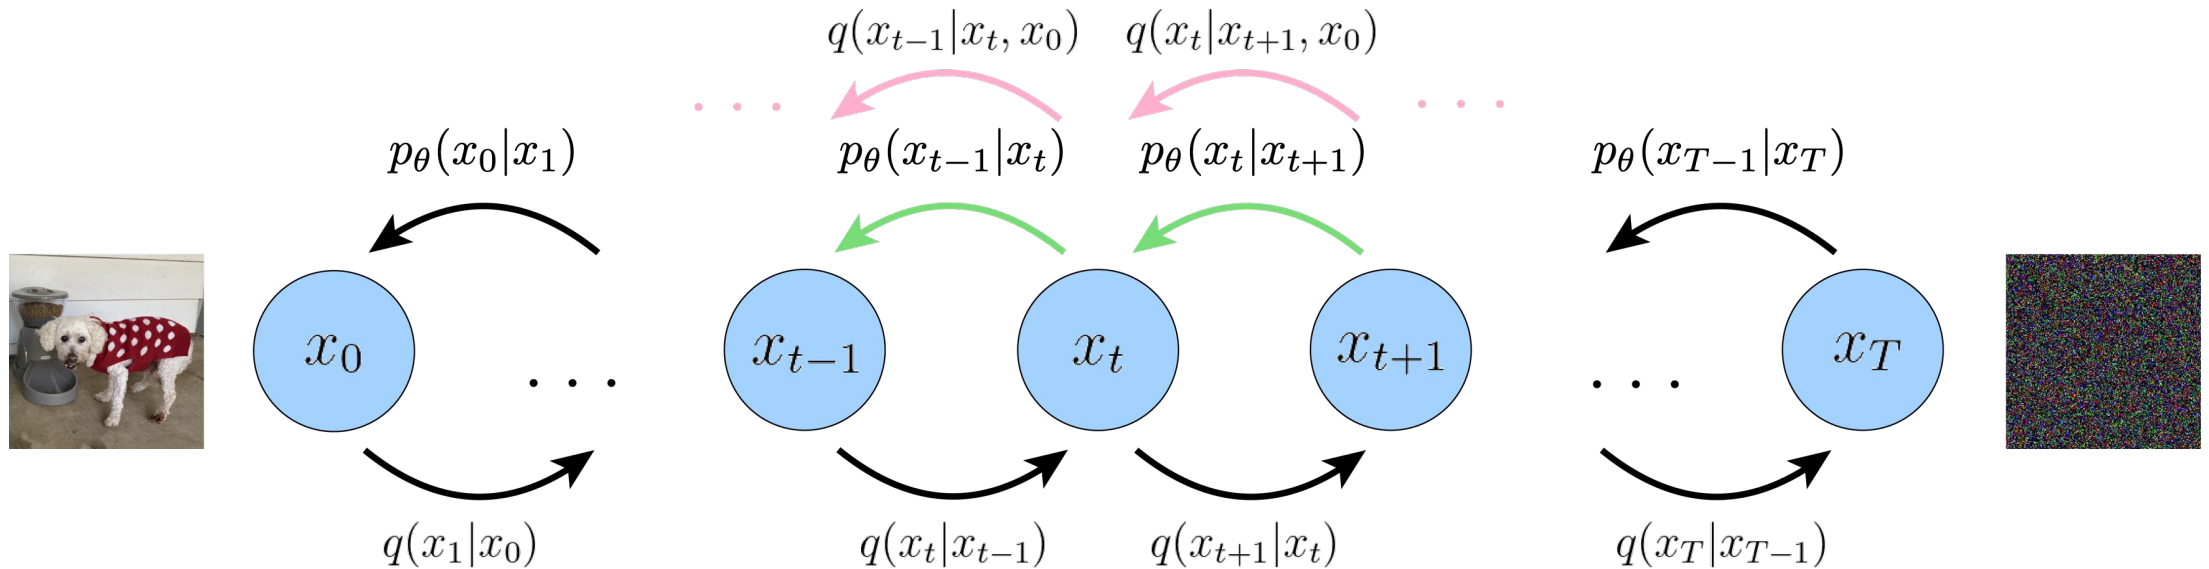 q(x_{t-1}|x_t, x_0) q(x_t|x_{t+1}, x_0)
. . . . . .
p_θ(x_0|x_1) p_θ(x_{t-1}|x_t) p_θ(x_t|x_{t+1}) p_θ(x_{T-1}|x_T)
x_0 . . . x_{t-1} x_t x_{t+1} . . . x_T
q(x_1|x_0) q(x_t|x_{t-1}) q(x_{t+1}|x_t) q(x_T|x_{T-1})